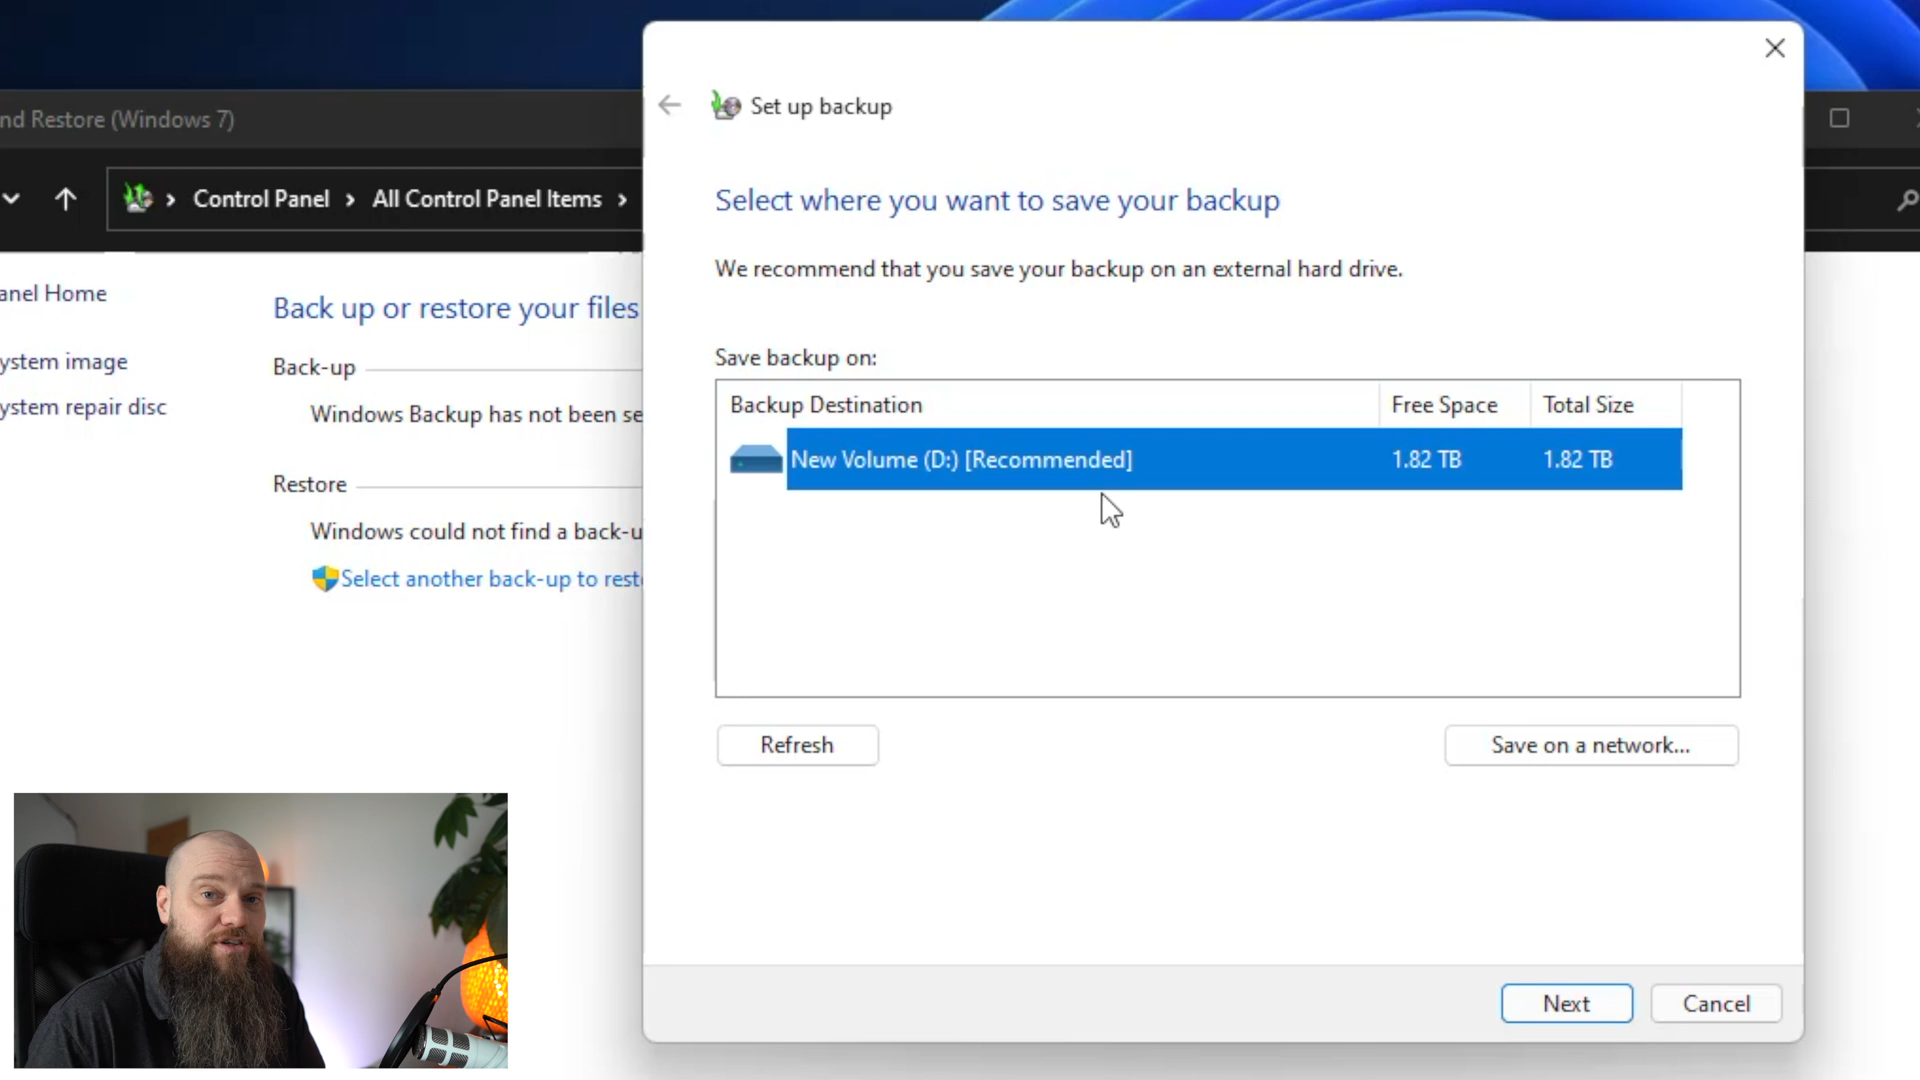 nd Restore (Windows 7)
Control Panel > All Control Panel Items >
anel Home
ystem image
ystem repair disc
Back up or restore your files
Back-up
Windows Backup has not been se
Restore
Windows could not find a back-u
Select another back-up to rest
Set up backup
Select where you want to save your backup
We recommend that you save your backup on an external hard drive.
Save backup on:
Backup Destination Free Space Total Size
New Volume (D:) [Recommended] 1.82 TB 1.82 TB
Refresh Save on a network...
Next Cancel